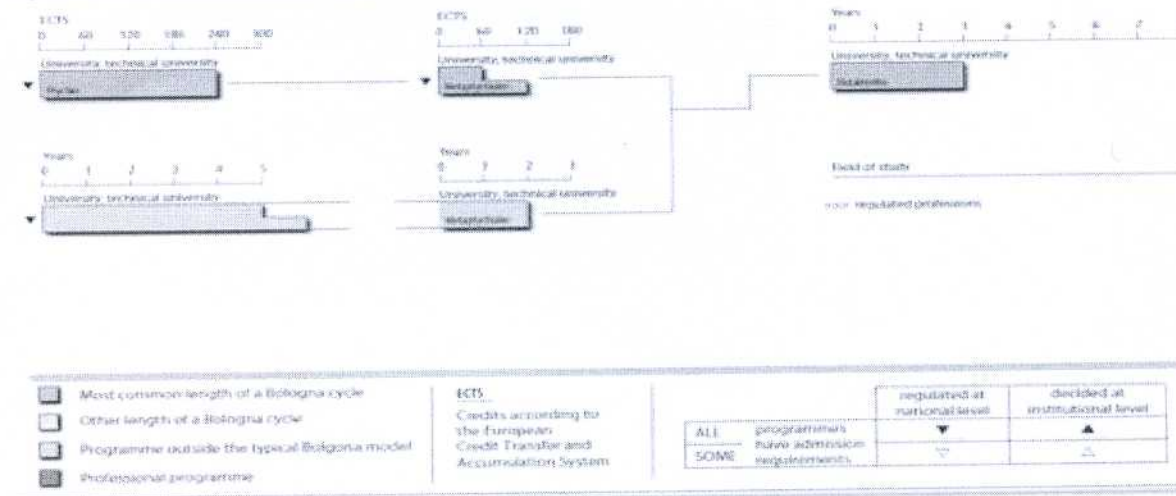 ECTS
0 60 120 180 240 300
University, technical university
Ptychio
ECTS
0 60 120 180
University, technical university
Metaptychiako
Years
0 1 2 3 4 5 6 7
University, technical university
Years
0 1 2 3 4 5
University, technical university
Years
0 1 2 3
University, technical university
Field of study
regulated professions
Most common length of a Bologna cycle
Other length of a Bologna cycle
Programme outside the typical Bolgona model
Professional programme
ECTS
Credits according to
the European
Credit Transfer and
Accumulation System
regulated at
national level
decided at
institutional level
ALL
SOME
programmes
have admission
requirements